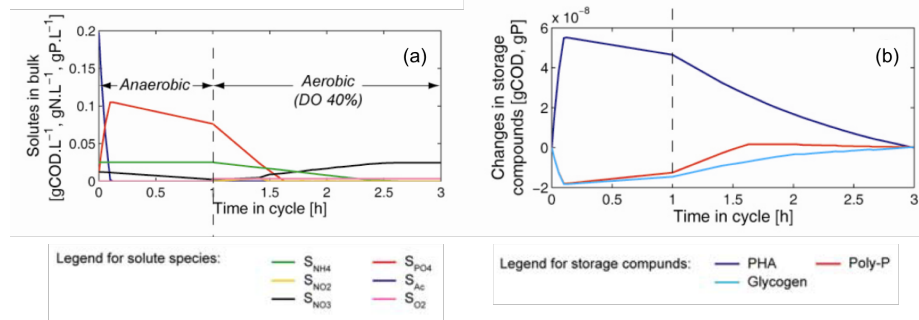 (a)
Solutes in bulk
[gCOD.L⁻¹, gN.L⁻¹, gP.L⁻¹]
0.2
0.15
0.1
0.05
0
Anaerobic
Aerobic
(DO 40%)
0 0.5 1 1.5 2 2.5 3
Time in cycle [h]
Legend for solute species:
S_NH4
S_PO4
S_NO2
S_Ac
S_NO3
S_O2
(b)
x 10⁻⁸
Changes in storage
compounds [gCOD, gP]
6
4
2
0
−2
0 0.5 1 1.5 2 2.5 3
Time in cycle [h]
Legend for storage compunds:
PHA
Poly-P
Glycogen